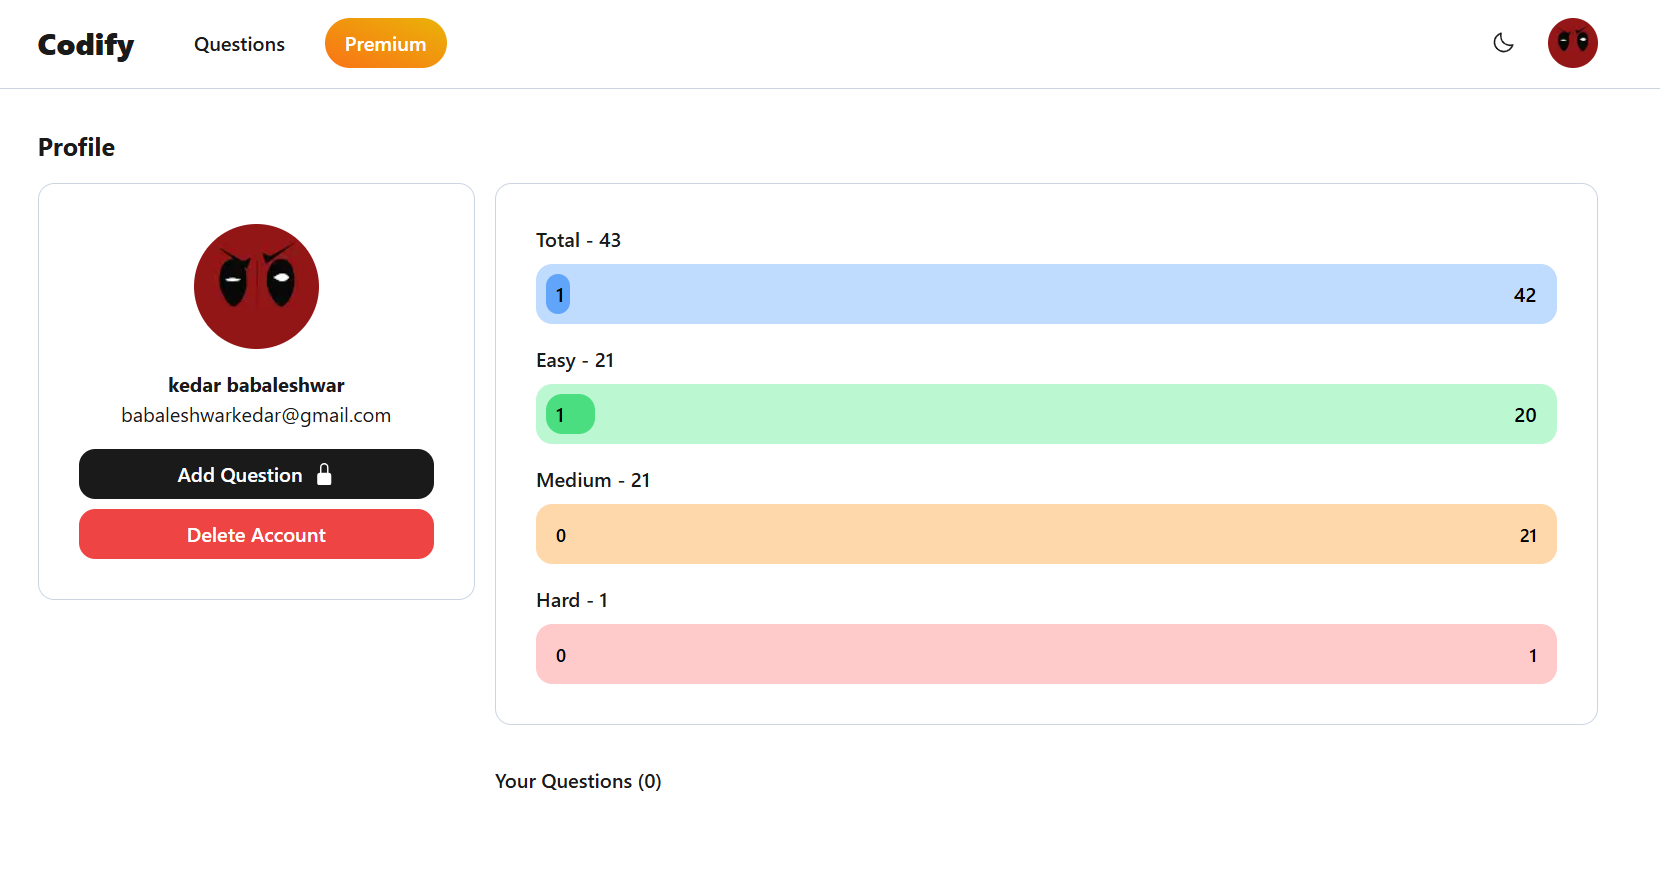 Codify Questions Premium
Profile
kedar babaleshwar
babaleshwarkedar@gmail.com
Add Question
Delete Account
Total - 43
1 42
Easy - 21
1 20
Medium - 21
0 21
Hard - 1
0 1
Your Questions (0)